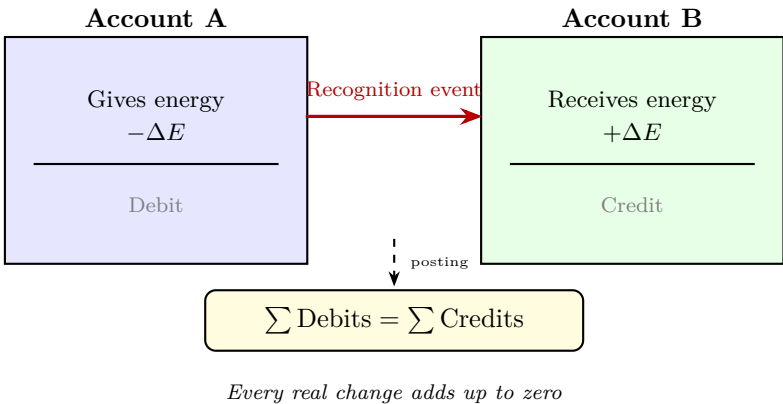 Account A
Account B
Gives energy
−ΔE
Debit
Recognition event
Receives energy
+ΔE
Credit
posting
∑ Debits = ∑ Credits
Every real change adds up to zero